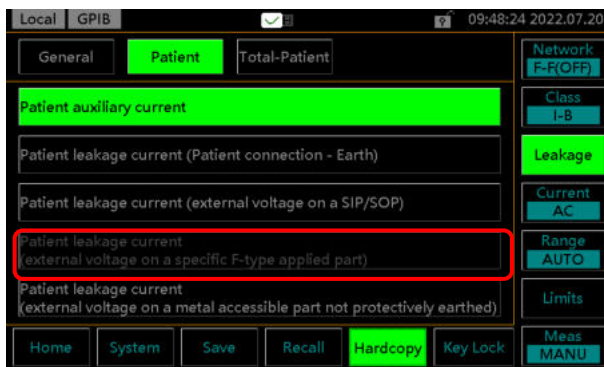 Local GPIB 09:48:24 2022.07.20
General Patient Total-Patient
Network
F-F(OFF)
Patient auxiliary current
Class
I-B
Patient leakage current (Patient connection - Earth)
Leakage
Patient leakage current (external voltage on a SIP/SOP)
Current
AC
Patient leakage current
(external voltage on a specific F-type applied part)
Range
AUTO
Patient leakage current
(external voltage on a metal accessible part not protectively earthed)
Limits
Home System Save Recall Hardcopy Key Lock
Meas
MANU